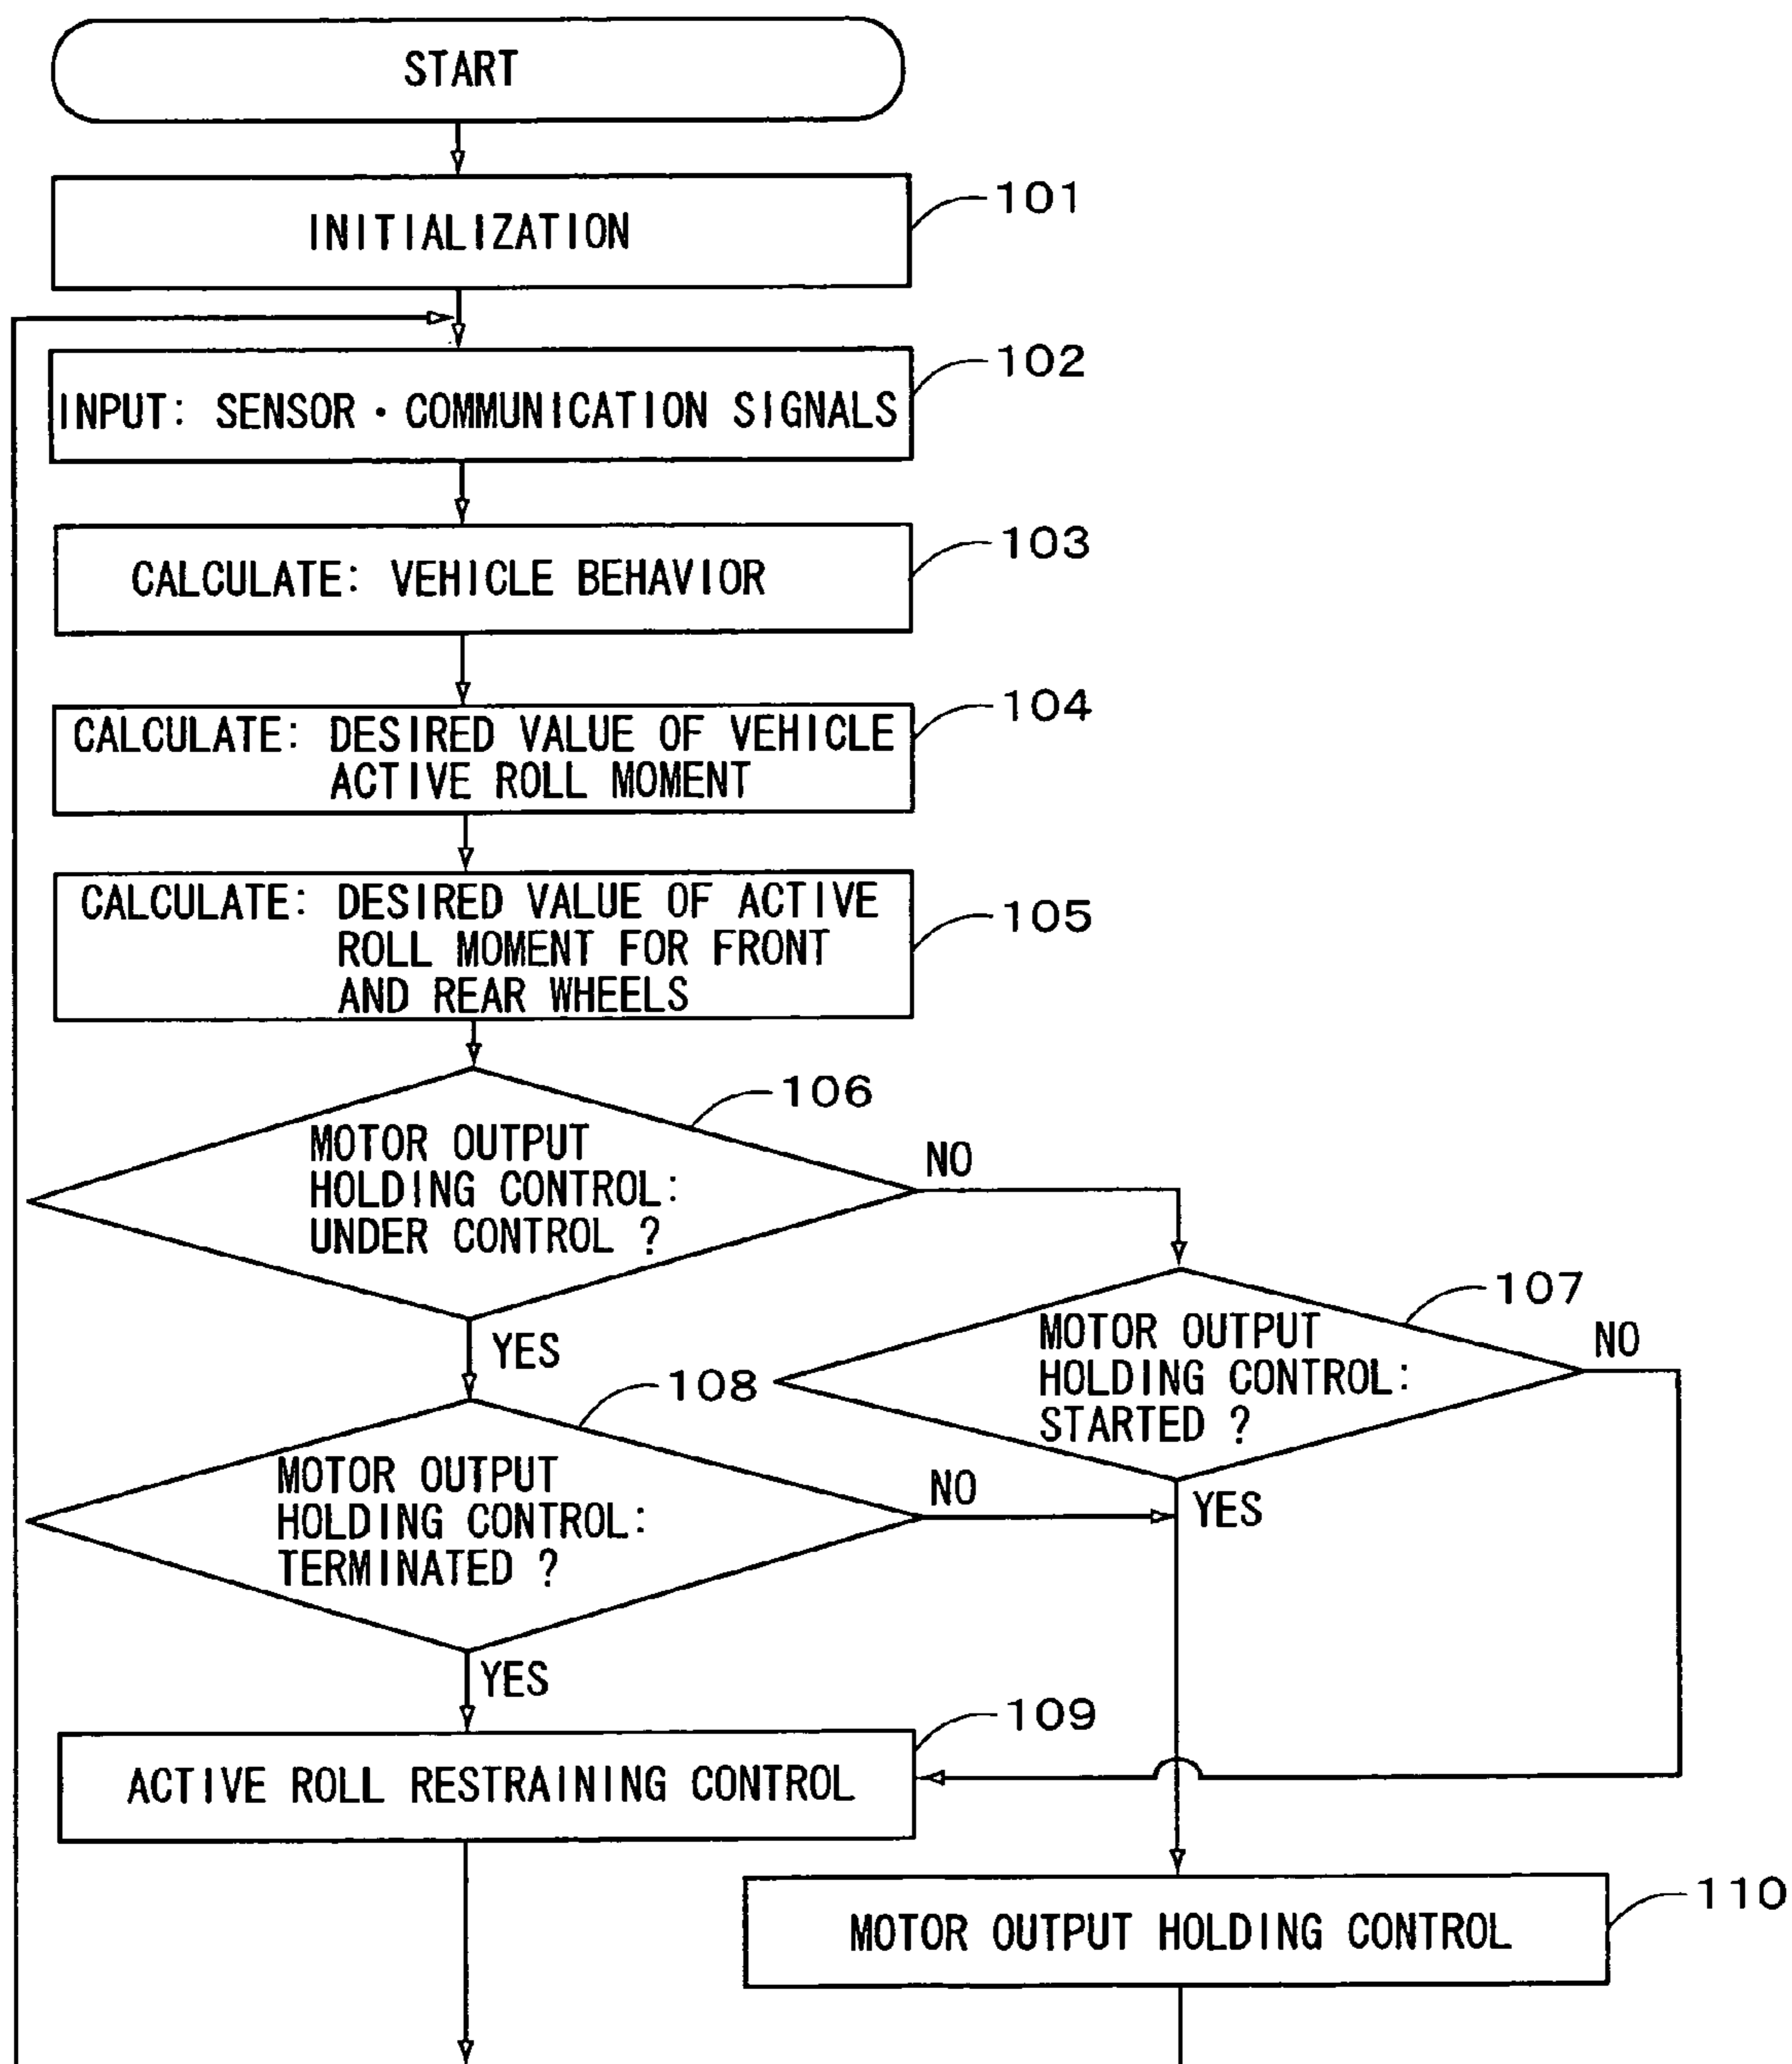 START
INITIALIZATION
101
INPUT: SENSOR・COMMUNICATION SIGNALS
102
CALCULATE: VEHICLE BEHAVIOR
103
CALCULATE: DESIRED VALUE OF VEHICLE
ACTIVE ROLL MOMENT
104
CALCULATE: DESIRED VALUE OF ACTIVE
ROLL MOMENT FOR FRONT
AND REAR WHEELS
105
MOTOR OUTPUT
HOLDING CONTROL:
UNDER CONTROL ?
106
NO
YES
MOTOR OUTPUT
HOLDING CONTROL:
STARTED ?
107
NO
YES
MOTOR OUTPUT
HOLDING CONTROL:
TERMINATED ?
108
NO
YES
ACTIVE ROLL RESTRAINING CONTROL
109
MOTOR OUTPUT HOLDING CONTROL
110